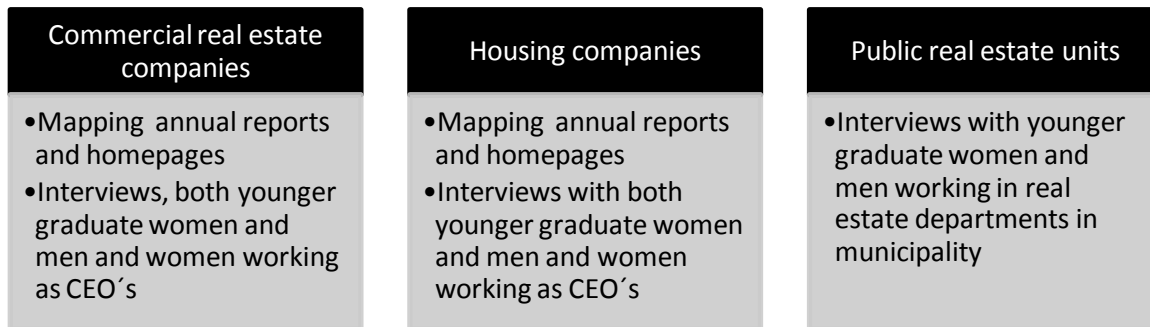 Commercial real estate
companies
•Mapping annual reports
and homepages
•Interviews, both younger
graduate women and
men and women working
as CEO´s
Housing companies
•Mapping annual reports
and homepages
•Interviews with both
younger graduate women
and men and women
working as CEO´s
Public real estate units
•Interviews with younger
graduate women and
men working in real
estate departments in
municipality